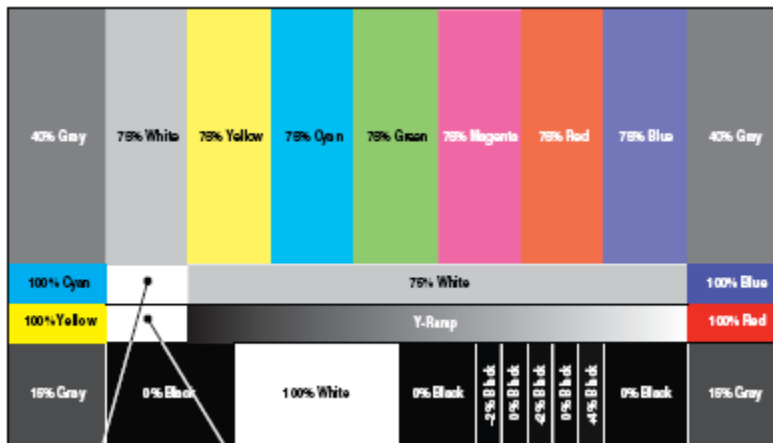 40% Gray
75% White
75% Yellow
75% Cyan
75% Green
75% Magenta
75% Red
75% Blue
40% Gray
100% Cyan
75% White
100% Blue
100% Yellow
Y-Ramp
100% Red
15% Gray
0% Black
100% White
0% Black
-2% Black
0% Black
+2% Black
0% Black
+4% Black
0% Black
15% Gray